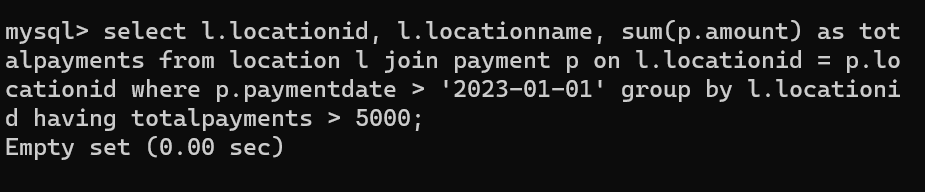 mysql> select l.locationid, l.locationname, sum(p.amount) as tot
alpayments from location l join payment p on l.locationid = p.lo
cationid where p.paymentdate > '2023-01-01' group by l.locationi
d having totalpayments > 5000;
Empty set (0.00 sec)